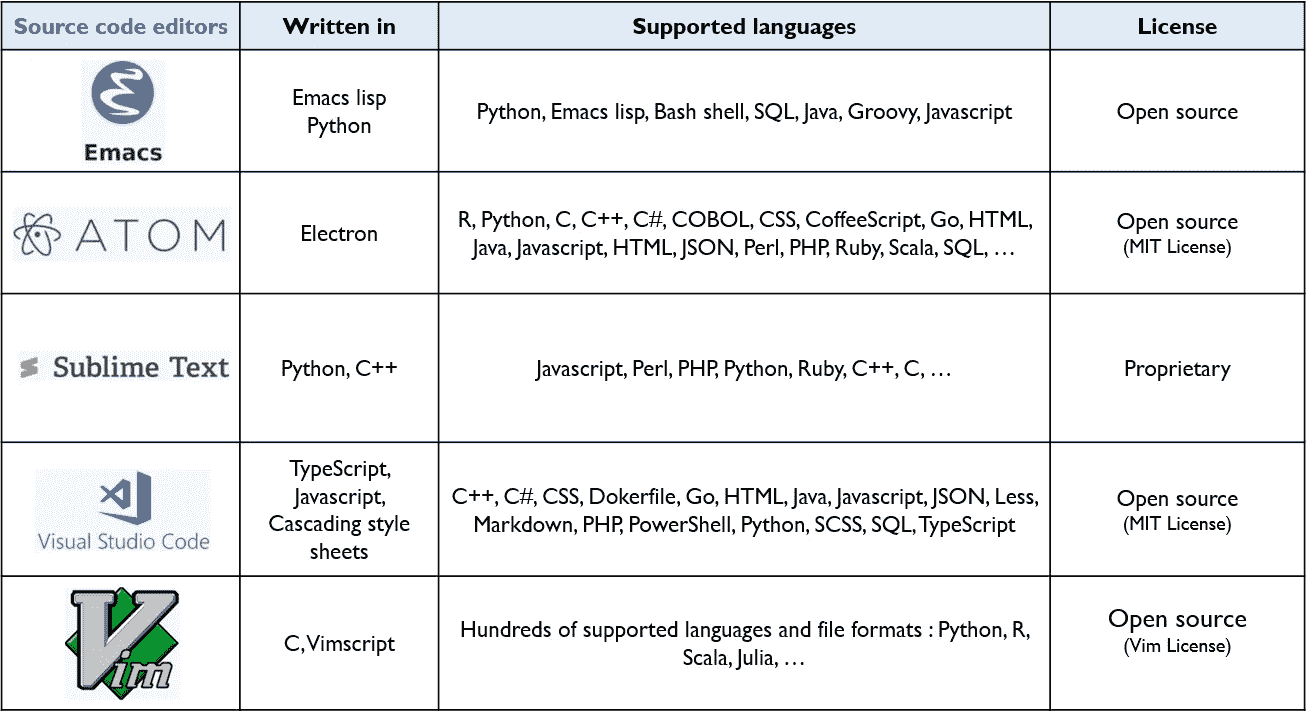 Source code editors
Written in
Supported languages
License
Emacs
Emacs lisp
Python
Python, Emacs lisp, Bash shell, SQL, Java, Groovy, Javascript
Open source
ATOM
Electron
R, Python, C, C++, C#, COBOL, CSS, CoffeeScript, Go, HTML,
Java, Javascript, HTML, JSON, Perl, PHP, Ruby, Scala, SQL, …
Open source
(MIT License)
Sublime Text
Python, C++
Javascript, Perl, PHP, Python, Ruby, C++, C, …
Proprietary
Visual Studio Code
TypeScript,
Javascript,
Cascading style
sheets
C++, C#, CSS, Dokerfile, Go, HTML, Java, Javascript, JSON, Less,
Markdown, PHP, PowerShell, Python, SCSS, SQL, TypeScript
Open source
(MIT License)
Vim
C, Vimscript
Hundreds of supported languages and file formats : Python, R,
Scala, Julia, …
Open source
(Vim License)